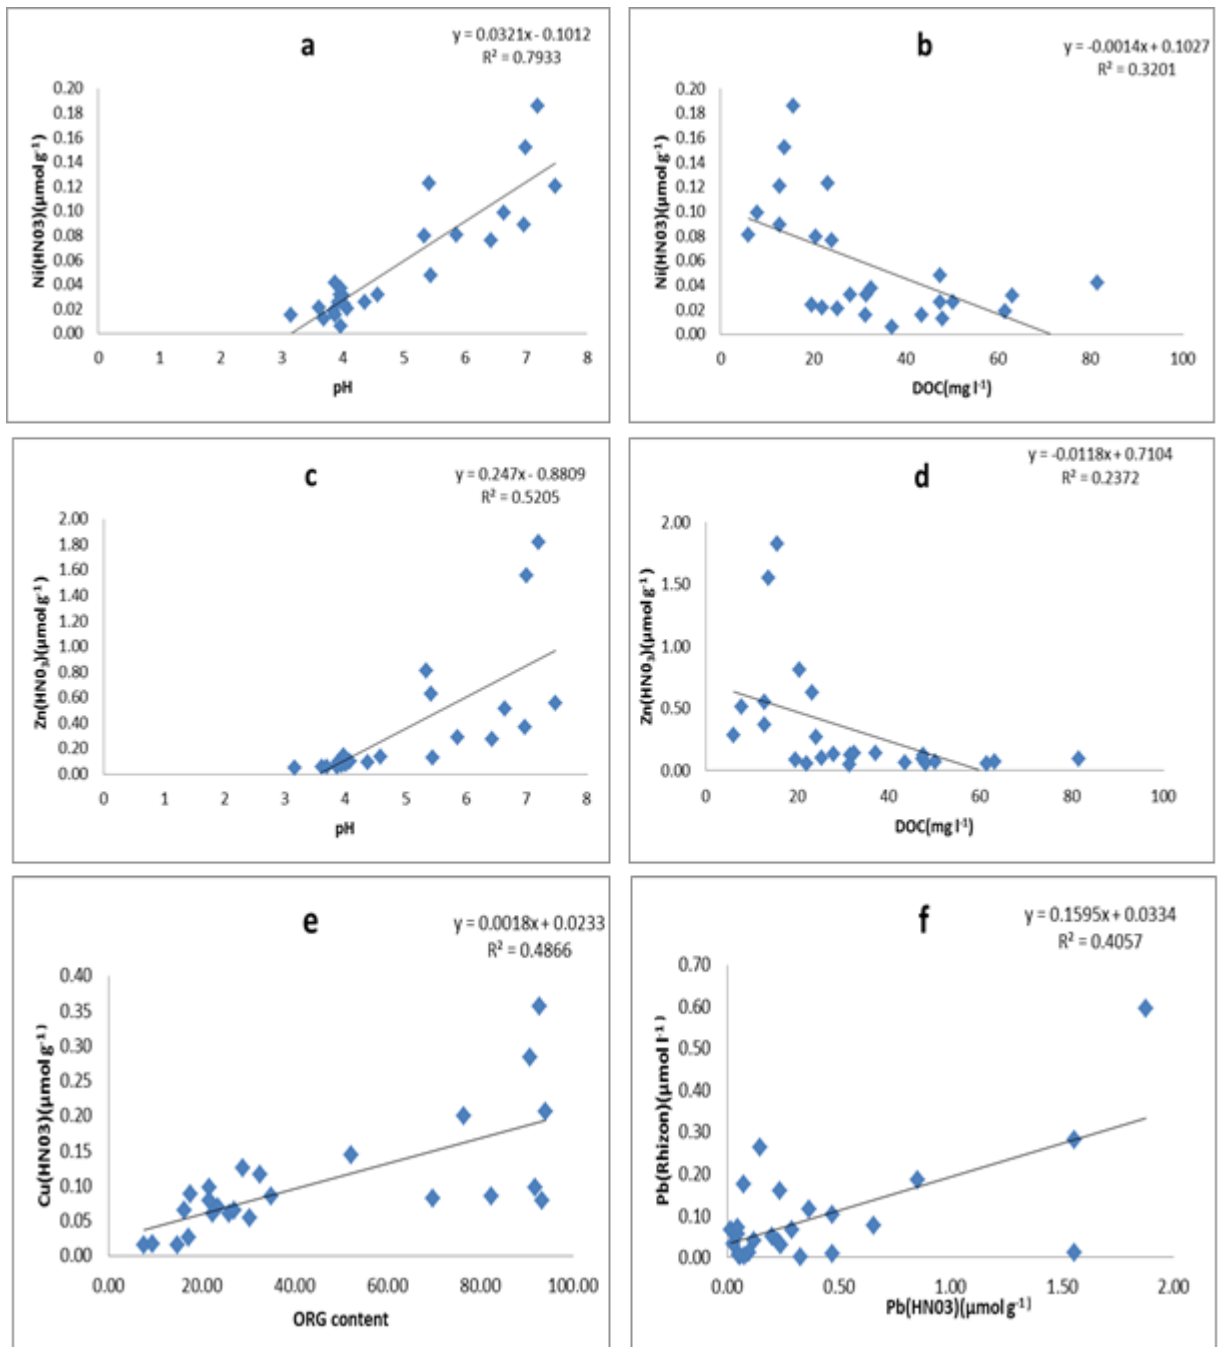 a
y = 0.0321x - 0.1012
R² = 0.7933
Ni(HN03)(µmol g⁻¹)
0.20
0.18
0.16
0.14
0.12
0.10
0.08
0.06
0.04
0.02
0.00
0 1 2 3 4 5 6 7 8
pH
b
y = -0.0014x + 0.1027
R² = 0.3201
Ni(HN03)(µmol g⁻¹)
0.20
0.18
0.16
0.14
0.12
0.10
0.08
0.06
0.04
0.02
0.00
0 20 40 60 80 100
DOC(mg l⁻¹)
c
y = 0.247x - 0.8809
R² = 0.5205
Zn(HN0₃)(µmol g⁻¹)
2.00
1.80
1.60
1.40
1.20
1.00
0.80
0.60
0.40
0.20
0.00
0 1 2 3 4 5 6 7 8
pH
d
y = -0.0118x + 0.7104
R² = 0.2372
Zn(HN0₃)(µmol g⁻¹)
2.00
1.50
1.00
0.50
0.00
0 20 40 60 80 100
DOC(mg l⁻¹)
e
y = 0.0018x + 0.0233
R² = 0.4866
Cu(HN03)(µmol g⁻¹)
0.40
0.35
0.30
0.25
0.20
0.15
0.10
0.05
0.00
0.00 20.00 40.00 60.00 80.00 100.00
ORG content
f
y = 0.1595x + 0.0334
R² = 0.4057
Pb(Rhizon)(µmol l⁻¹)
0.70
0.60
0.50
0.40
0.30
0.20
0.10
0.00
0.00 0.50 1.00 1.50 2.00
Pb(HN03)(µmol g⁻¹)